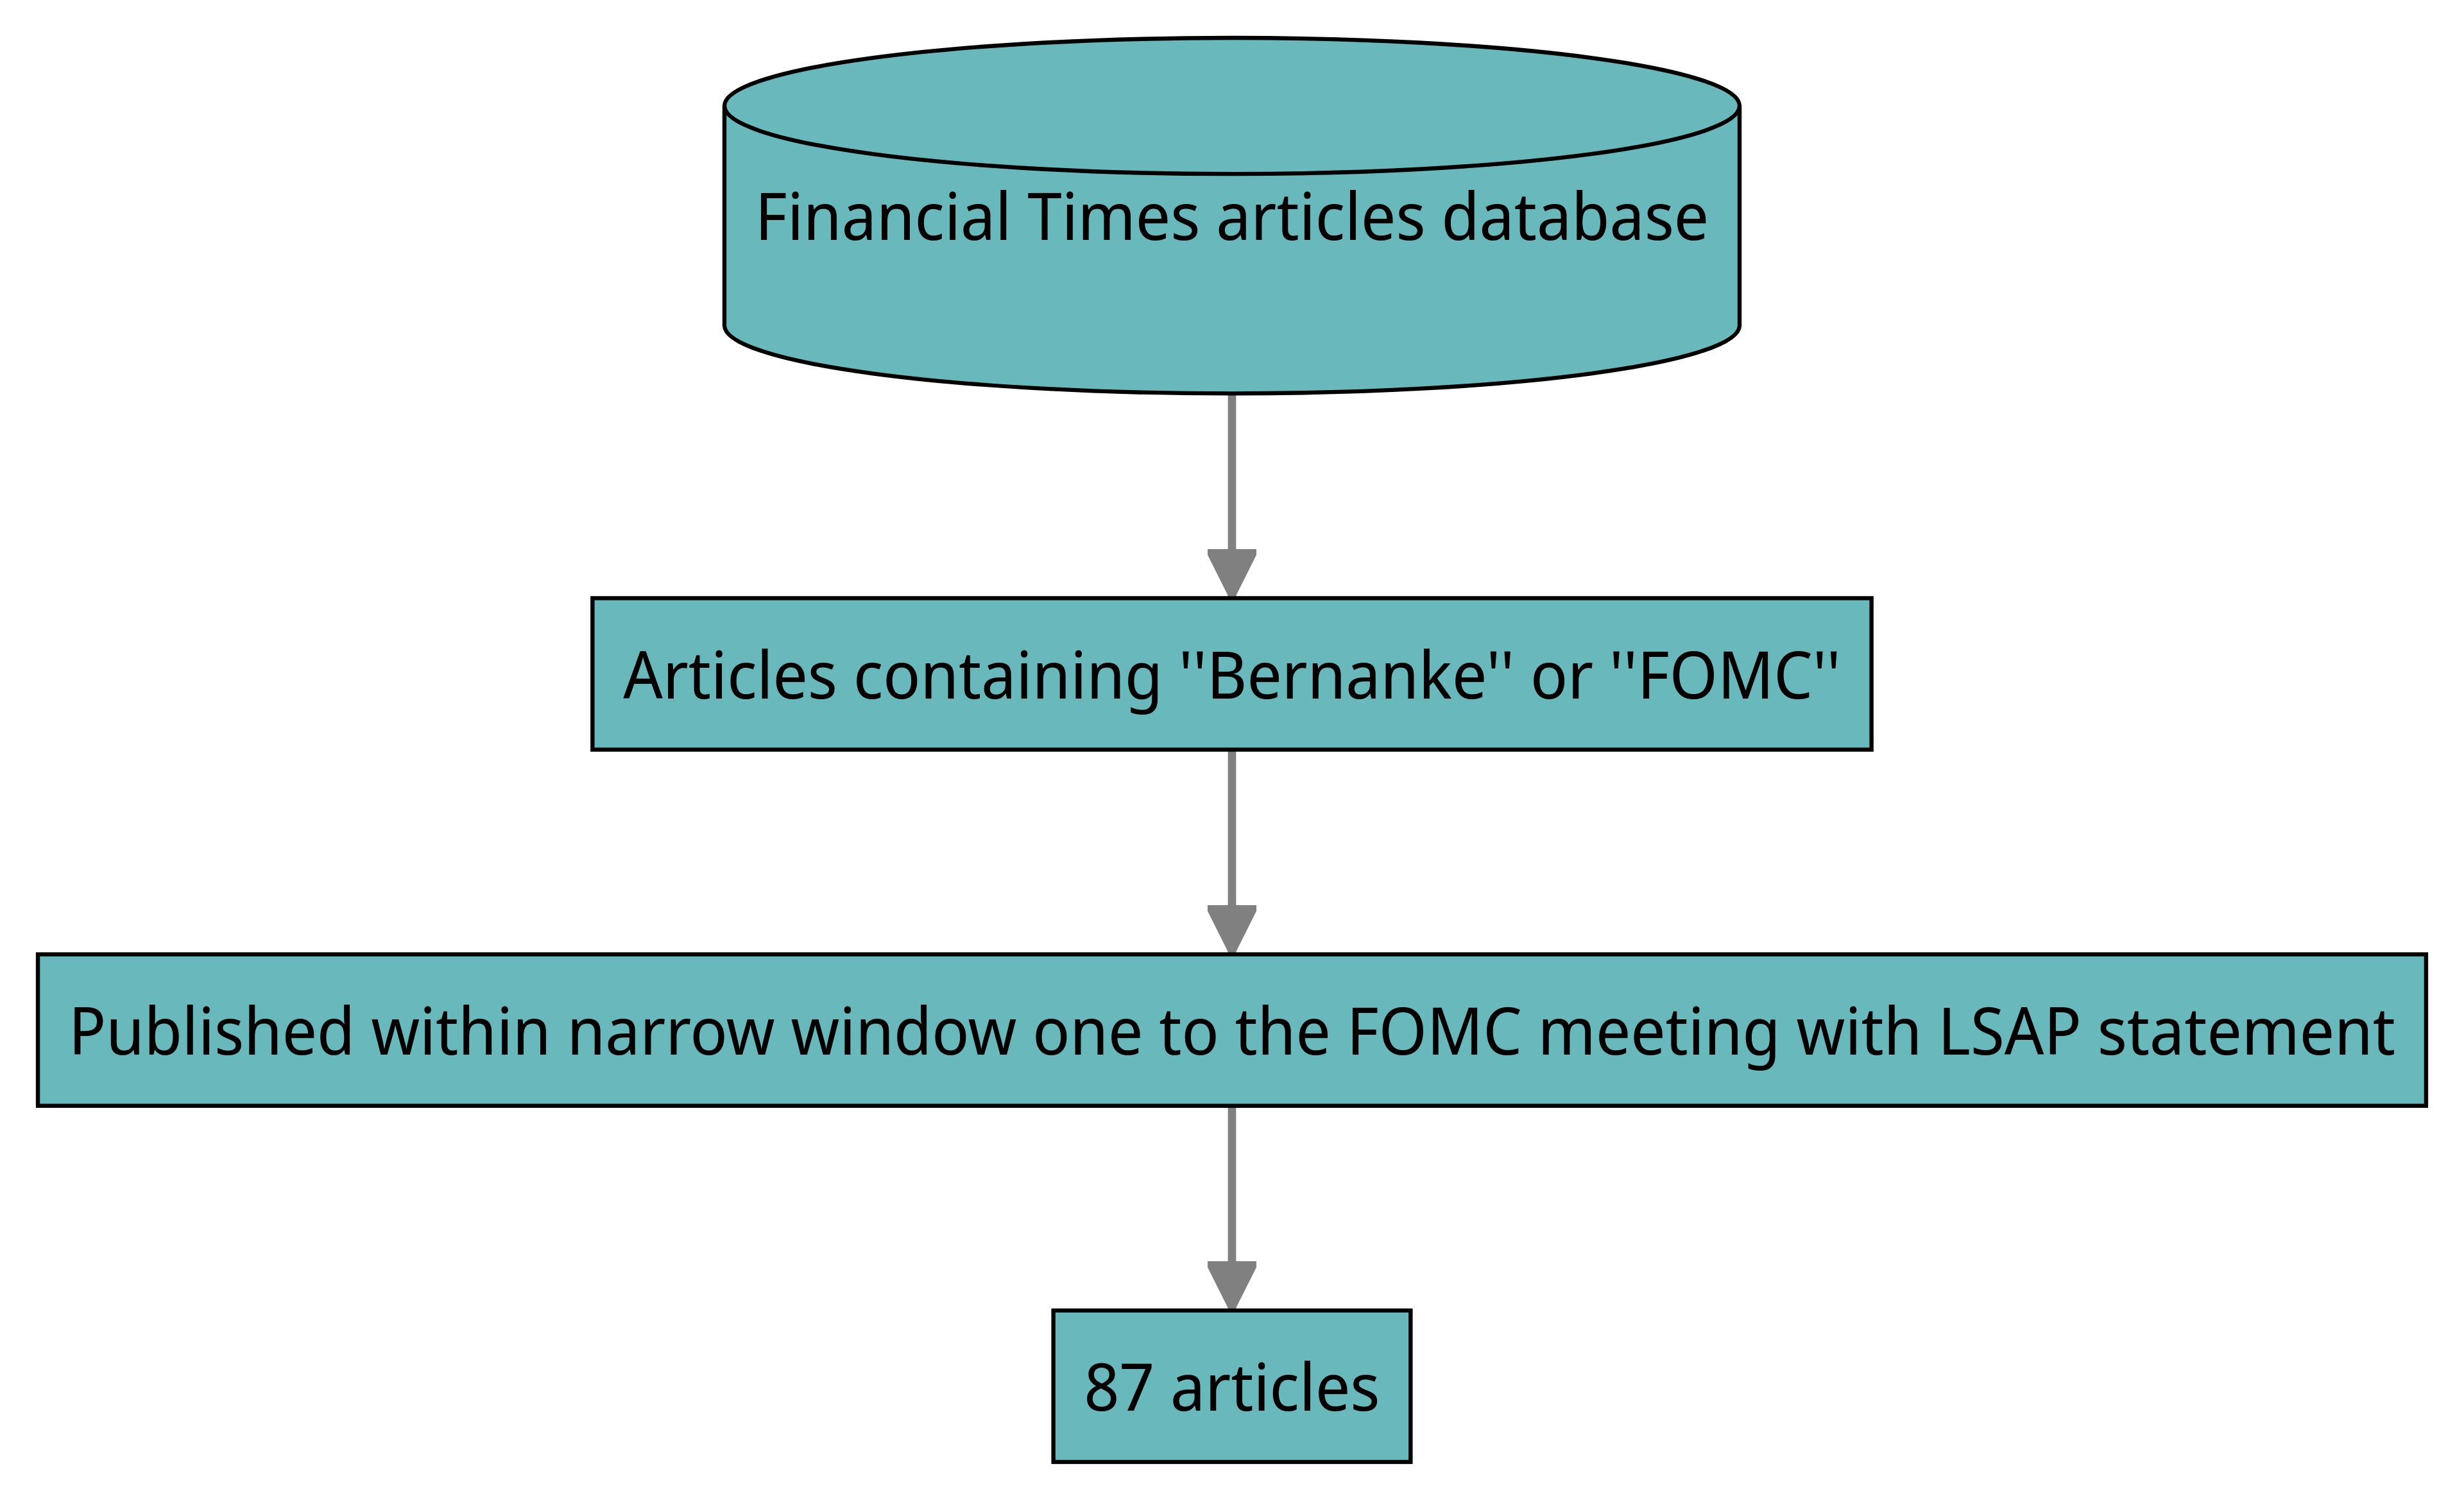 Financial Times articles database
Articles containing "Bernanke" or "FOMC"
Published within narrow window one to the FOMC meeting with LSAP statement
87 articles